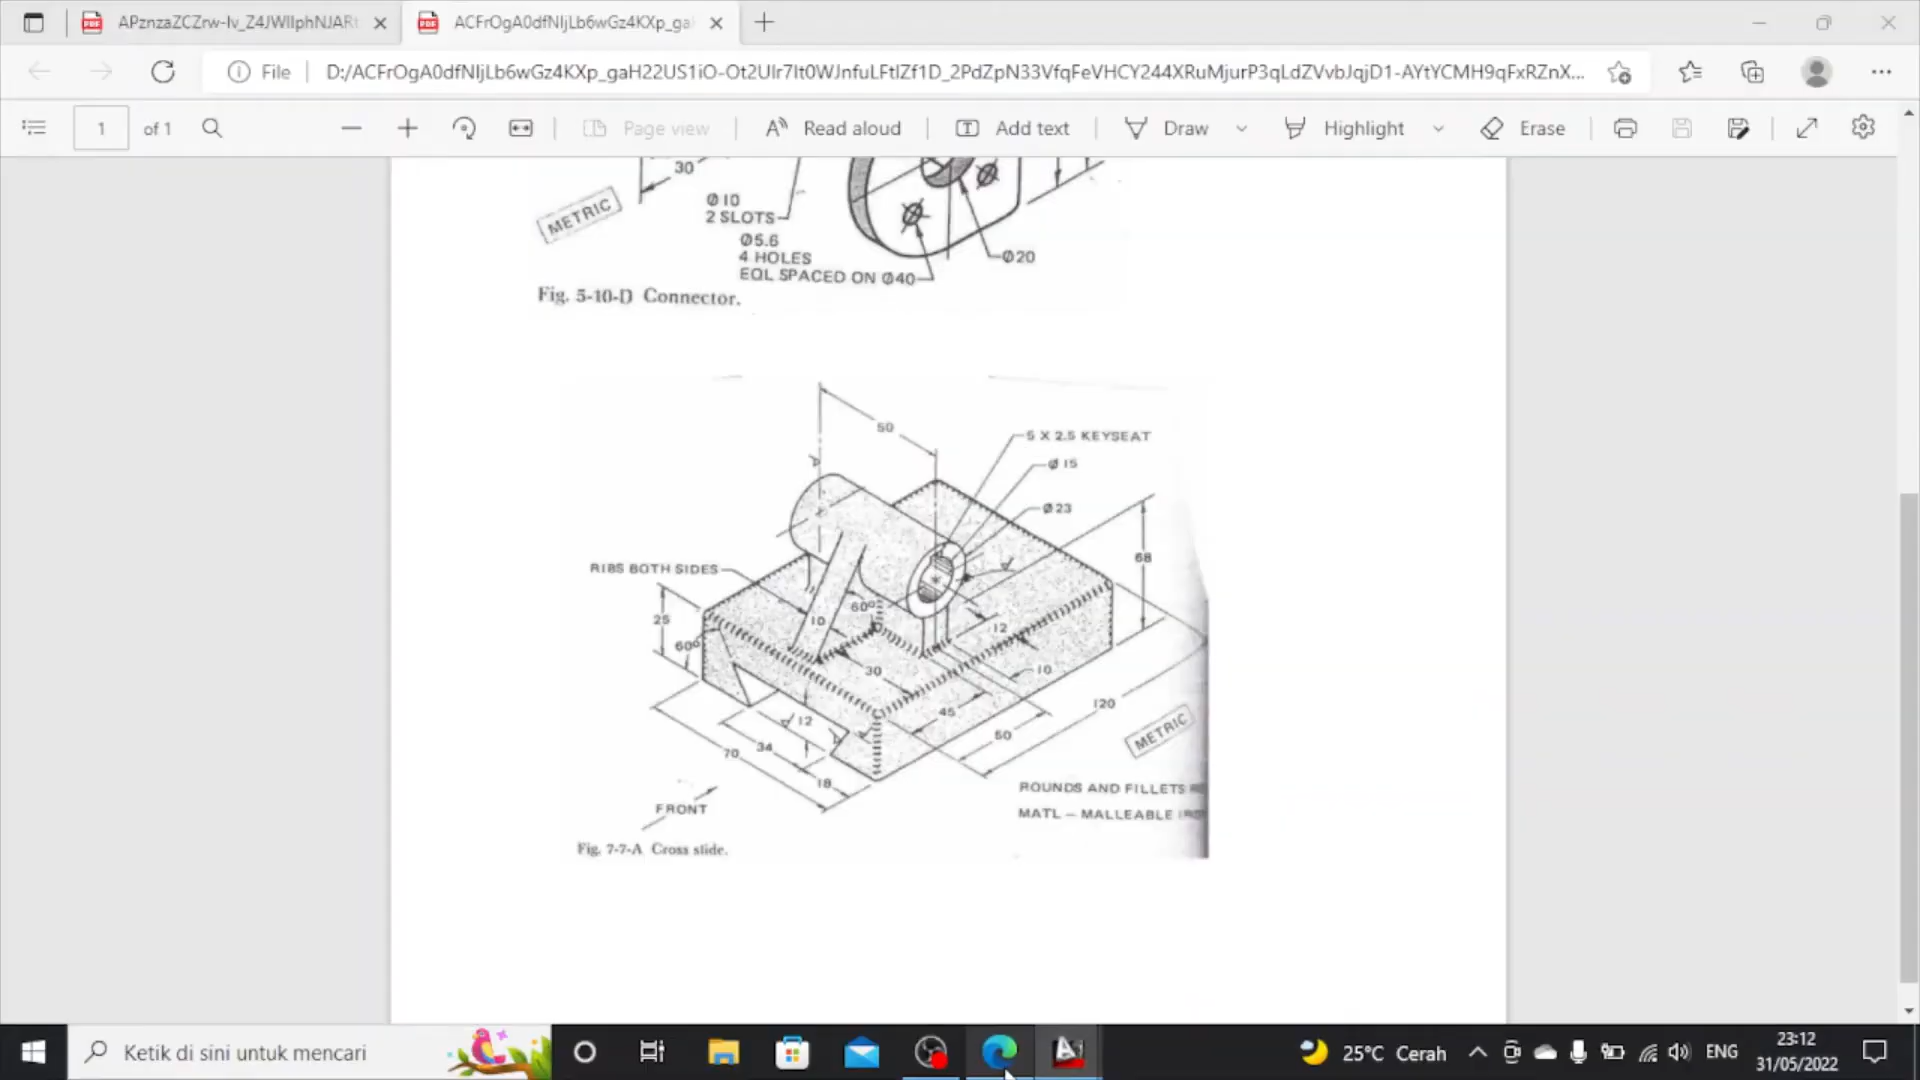 APznzaZCZrw-Iv_Z4JWlIphNJARt
ACFrOgA0dfNIjLb6wGz4KXp_gaH
File
D:/ACFrOgA0dfNIjLb6wGz4KXp_gaH22US1iO-Ot2UIr7It0WJnfuLFtlZf1D_2PdZpN33VfqFeVHCY244XRuMjurP3qLdZVvbJqjD1-AYtYCMH9qFxRZnX...
1 of 1
Page view
Read aloud
Add text
Draw
Highlight
Erase
30
METRIC
Ø10
2 SLOTS
Ø5.6
4 HOLES
EQL SPACED ON Ø40
Ø20
Fig. 5-10-D Connector.
50
5 X 2.5 KEYSEAT
Ø 15
Ø 23
68
RIBS BOTH SIDES
25
60°
60°
10
12
30
10
45
120
50
12
34
70
18
METRIC
FRONT
ROUNDS AND FILLETS
MATL – MALLEABLE
Fig. 7-7-A Cross slide.
Ketik di sini untuk mencari
25°C Cerah
ENG
23:12
31/05/2022